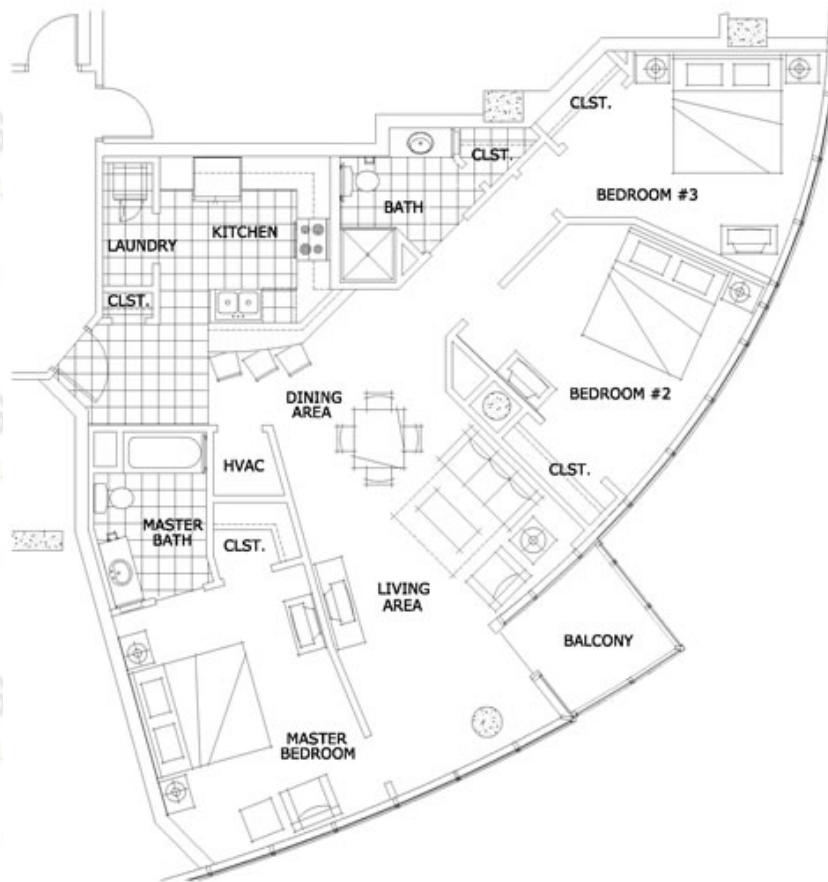 CLST.
BEDROOM #3
CLST.
BATH
KITCHEN
LAUNDRY
CLST.
BEDROOM #2
DINING
AREA
HVAC
CLST.
MASTER
BATH
CLST.
LIVING
AREA
BALCONY
MASTER
BEDROOM